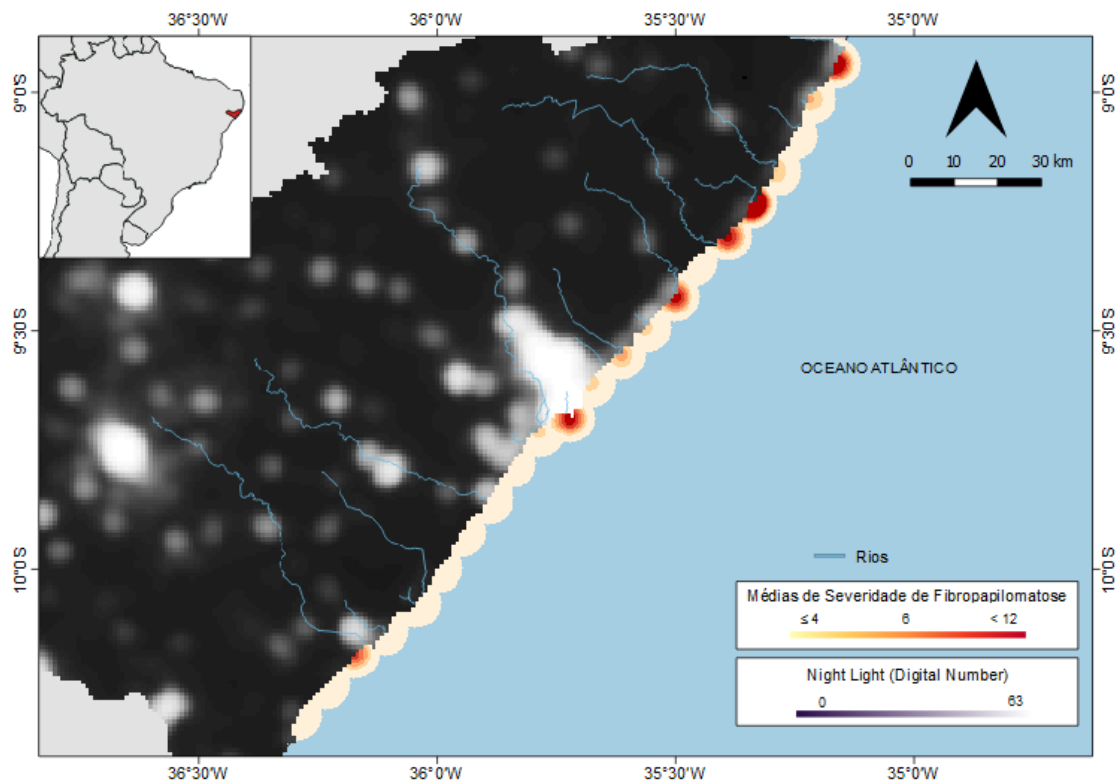 36°30'W 36°0'W 35°30'W 35°0'W
9°0'S 9°0'S
0 10 20 30 km
9°30'S 9°30'S
OCEANO ATLÂNTICO
10°0'S 10°0'S
Rios
Médias de Severidade de Fibropapilomatose
≤ 4 6 < 12
Night Light (Digital Number)
0 63
36°30'W 36°0'W 35°30'W 35°0'W